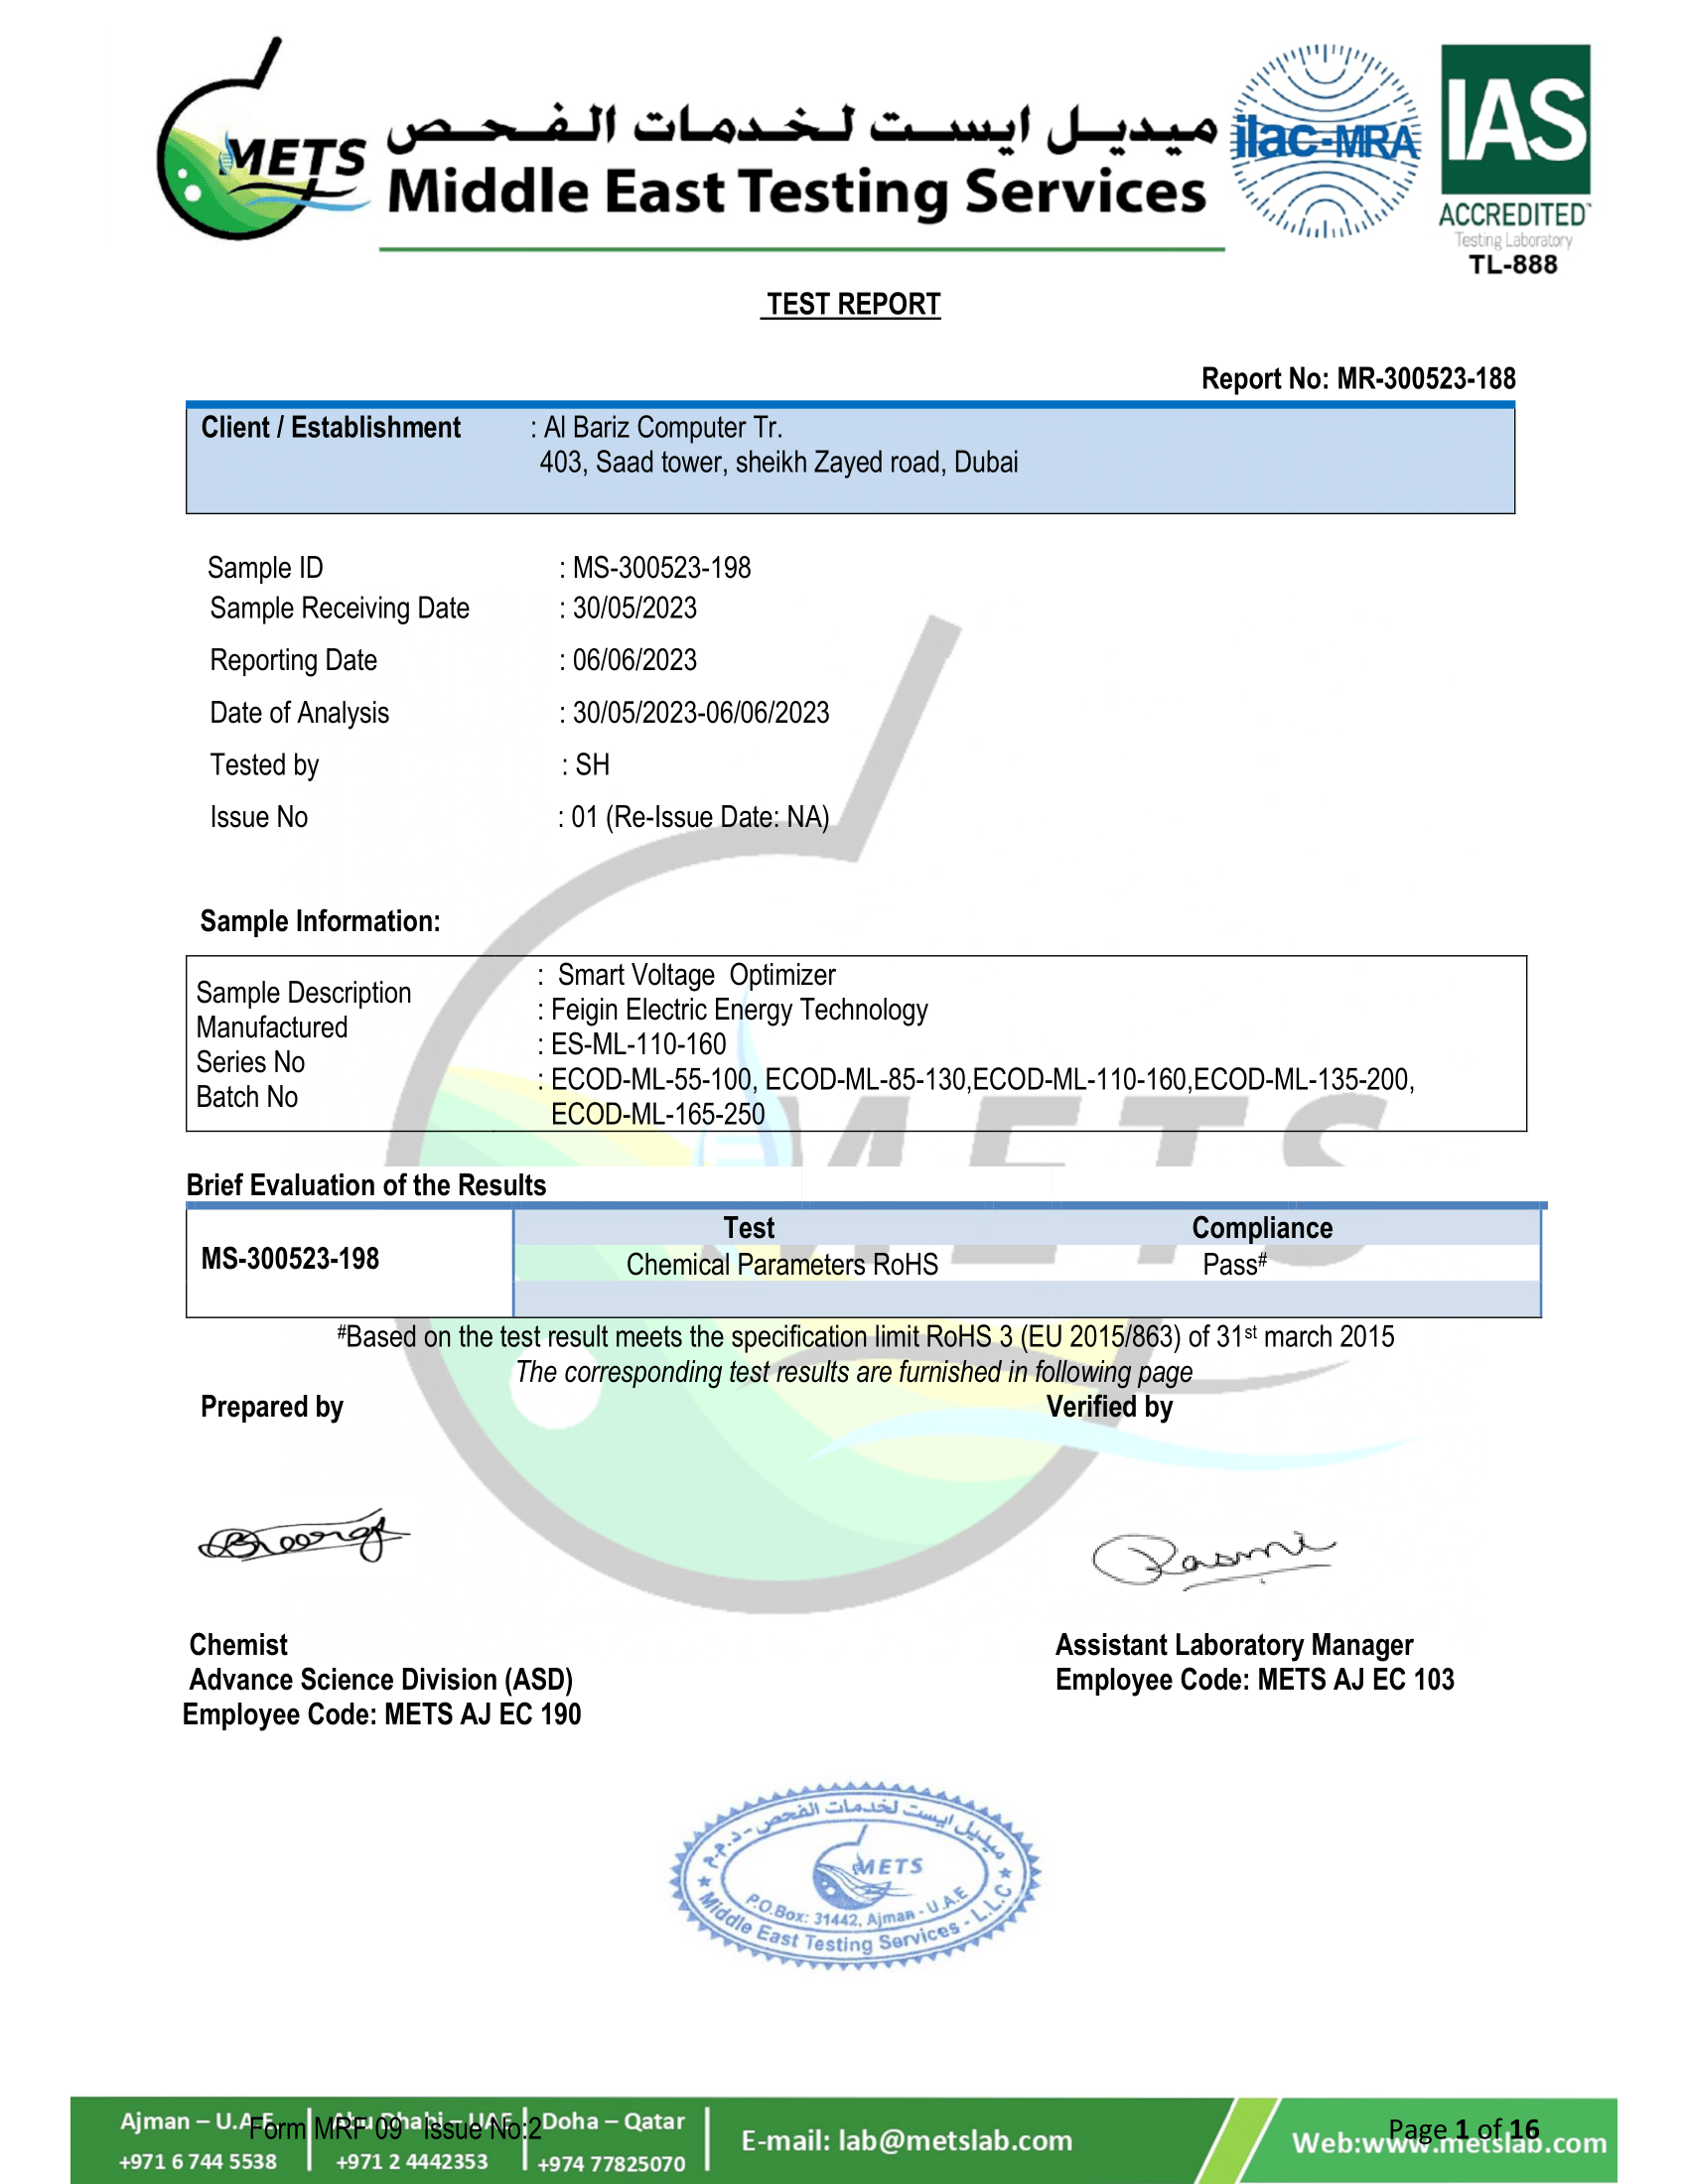 METS
ميديل ايست لخدمات الفحص
Middle East Testing Services
ilac-MRA
IAS
ACCREDITED
Testing Laboratory
TL-888
TEST REPORT
Report No: MR-300523-188
Client / Establishment : Al Bariz Computer Tr.
403, Saad tower, sheikh Zayed road, Dubai
Sample ID : MS-300523-198
Sample Receiving Date : 30/05/2023
Reporting Date : 06/06/2023
Date of Analysis : 30/05/2023-06/06/2023
Tested by : SH
Issue No : 01 (Re-Issue Date: NA)
Sample Information:
Sample Description : Smart Voltage Optimizer
Manufactured : Feigin Electric Energy Technology
Series No : ES-ML-110-160
Batch No : ECOD-ML-55-100, ECOD-ML-85-130,ECOD-ML-110-160,ECOD-ML-135-200,
ECOD-ML-165-250
METS
Brief Evaluation of the Results
Test Compliance
MS-300523-198 Chemical Parameters RoHS Pass#
#Based on the test result meets the specification limit RoHS 3 (EU 2015/863) of 31st march 2015
The corresponding test results are furnished in following page
Prepared by Verified by
Rasmi
Chemist Assistant Laboratory Manager
Advance Science Division (ASD) Employee Code: METS AJ EC 103
Employee Code: METS AJ EC 190
ميديل ايست لخدمات الفحص - ذ.م.م
METS
P.O.Box: 31442, Ajman - U.A.E
Middle East Testing Services - L.L.C
Ajman – U.A.E Abu Dhabi – UAE Doha – Qatar
Form MRF 09 Issue No:2
+971 6 744 5538 +971 2 4442353 +974 77825070
E-mail: lab@metslab.com
Page 1 of 16
Web:www.metslab.com